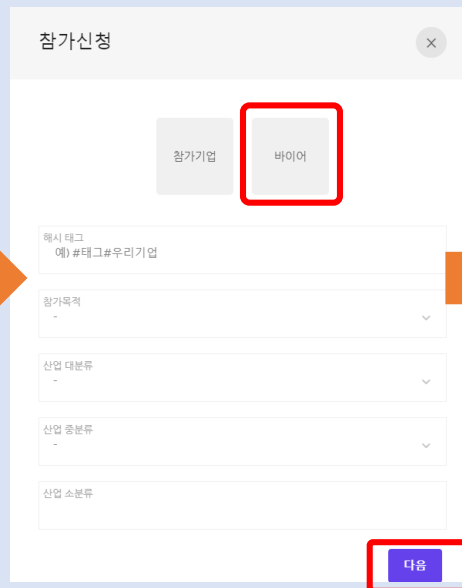 참가신청
참가기업
바이어
해시 태그
예) #태그#우리기업
참가목적
-
산업 대분류
-
산업 중분류
-
산업 소분류
다음